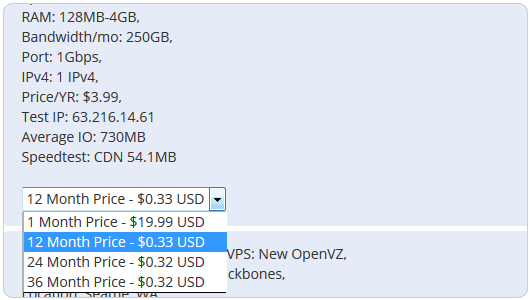 RAM: 128MB-4GB,
Bandwidth/mo: 250GB,
Port: 1Gbps,
IPv4: 1 IPv4,
Price/YR: $3.99,
Test IP: 63.216.14.61
Average IO: 730MB
Speedtest: CDN 54.1MB
12 Month Price - $0.33 USD
1 Month Price - $19.99 USD
12 Month Price - $0.33 USD
24 Month Price - $0.32 USD
VPS: New OpenVZ,
36 Month Price - $0.32 USD
ckbones,
Location: Seattle, WA